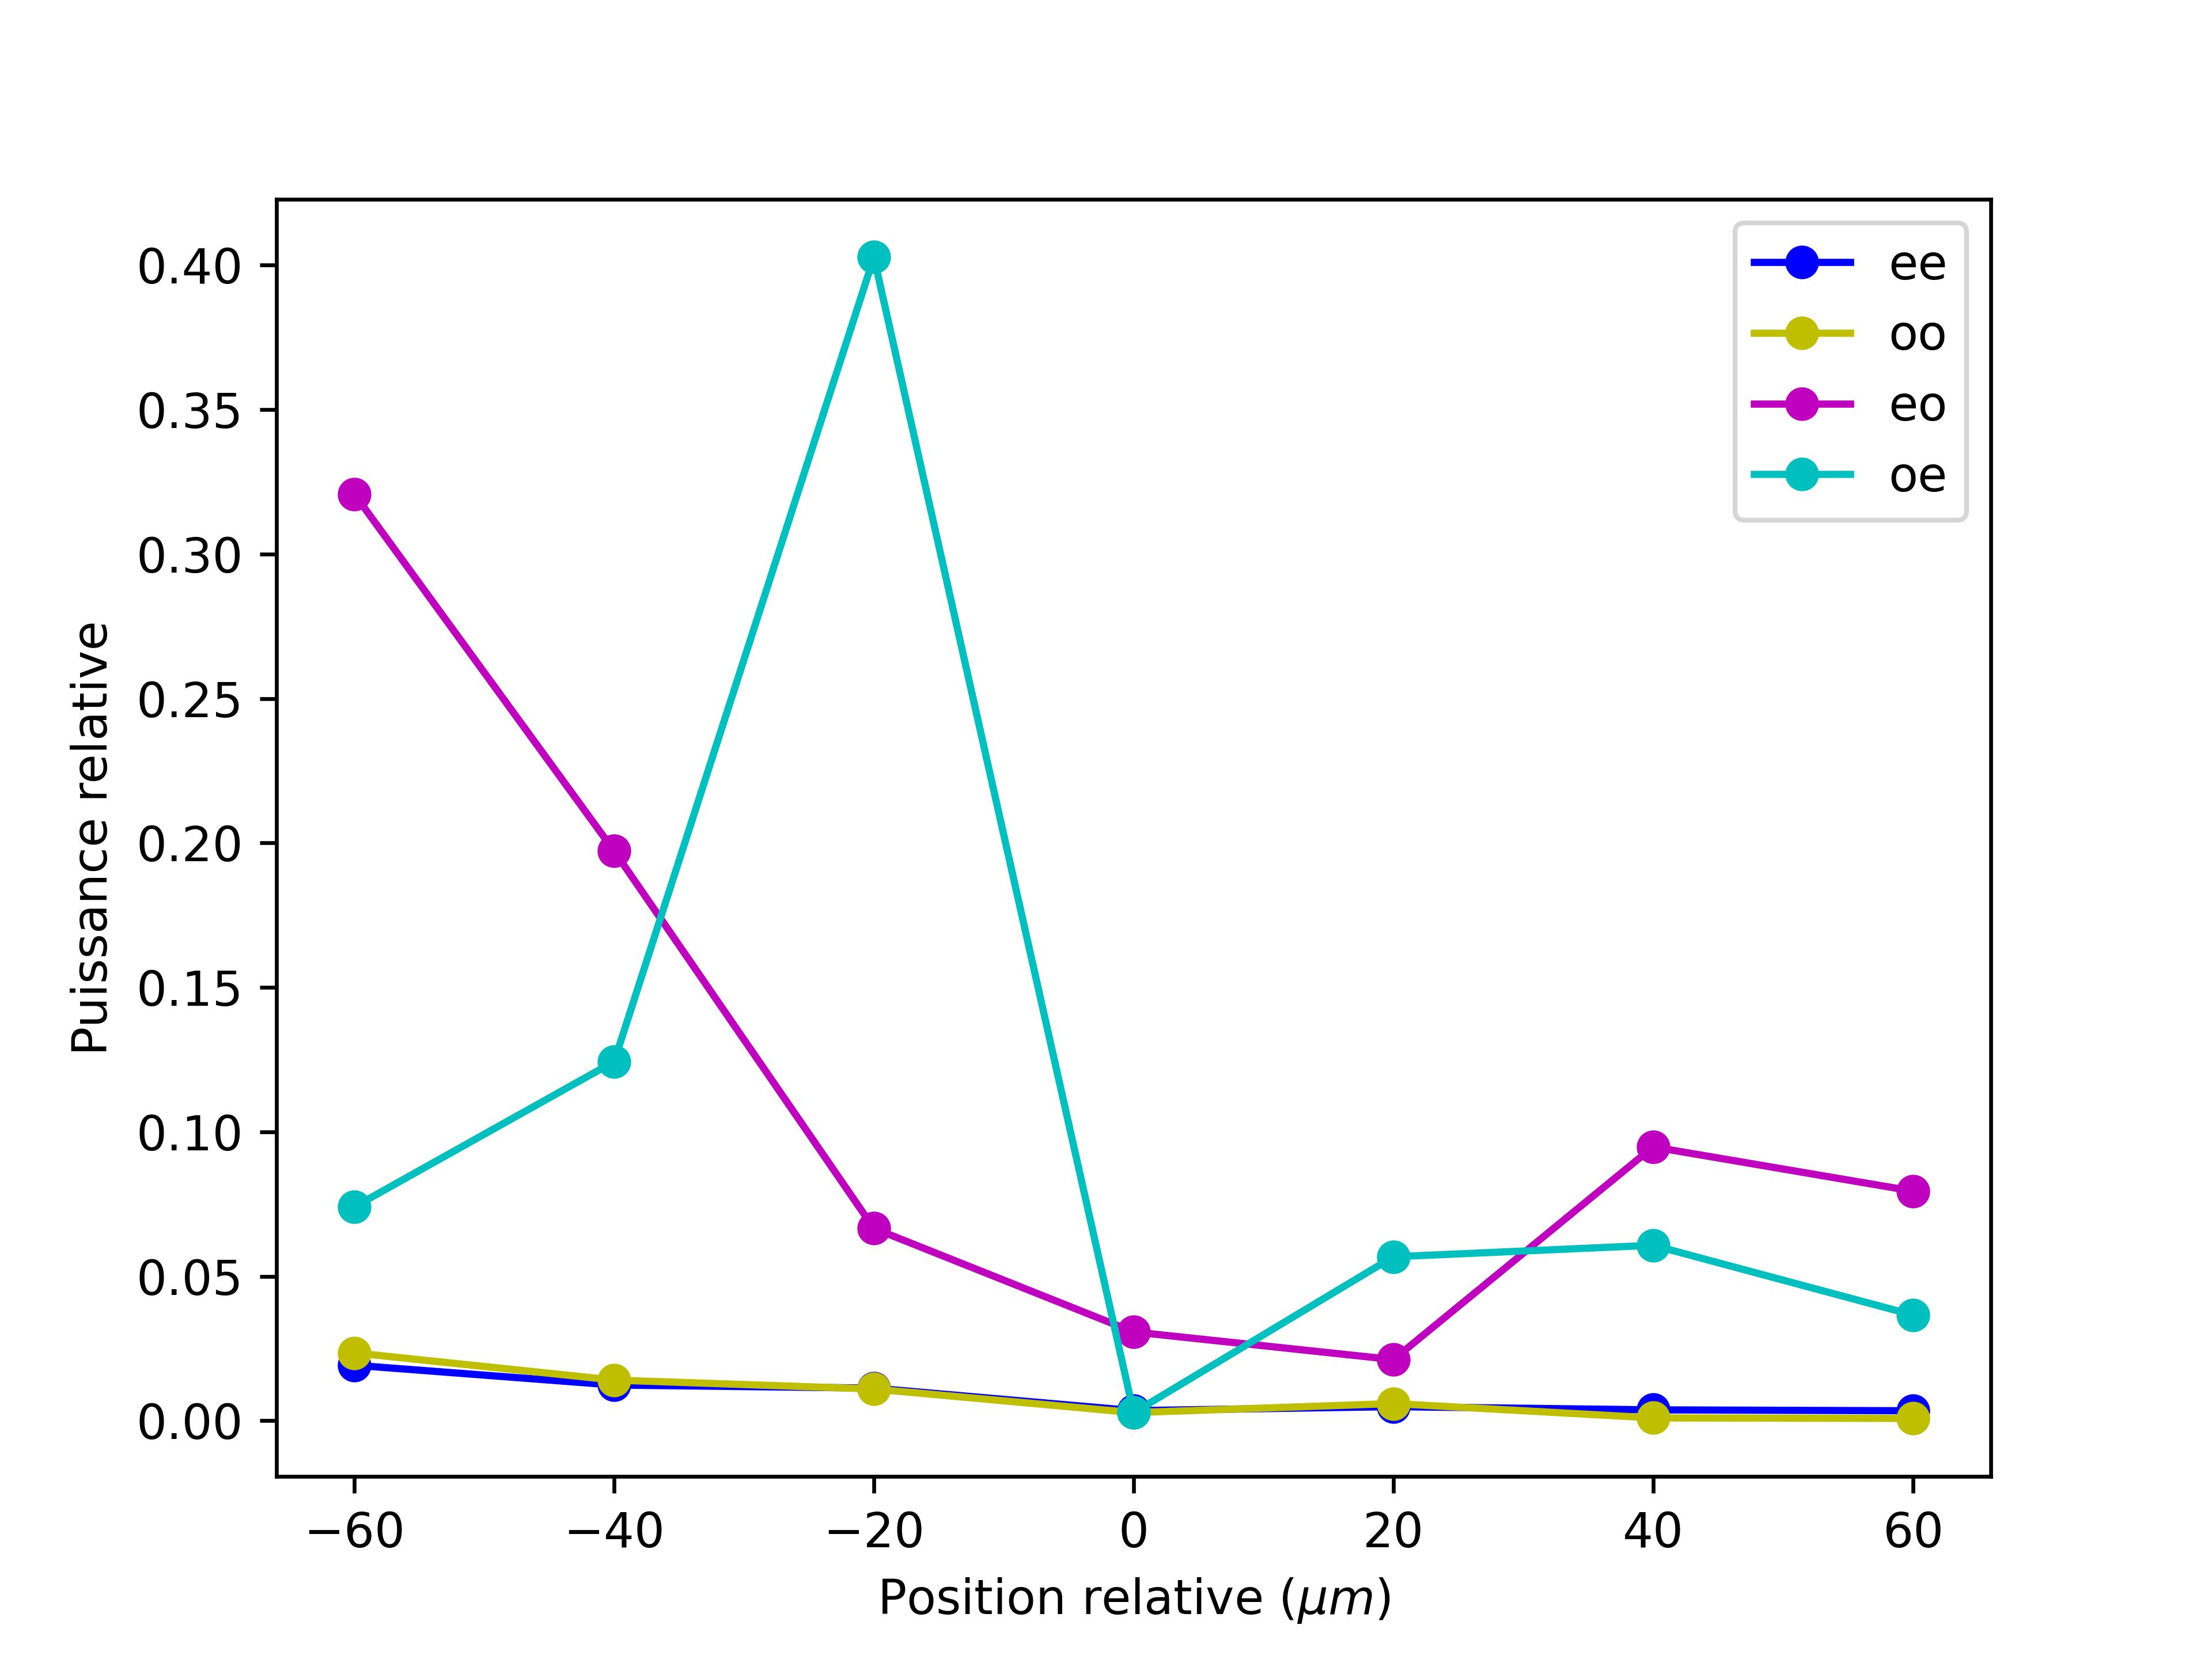 ee
oo
eo
oe
0.40
0.35
0.30
0.25
0.20
0.15
0.10
0.05
0.00
Puissance relative
−60 −40 −20 0 20 40 60
Position relative (μm)